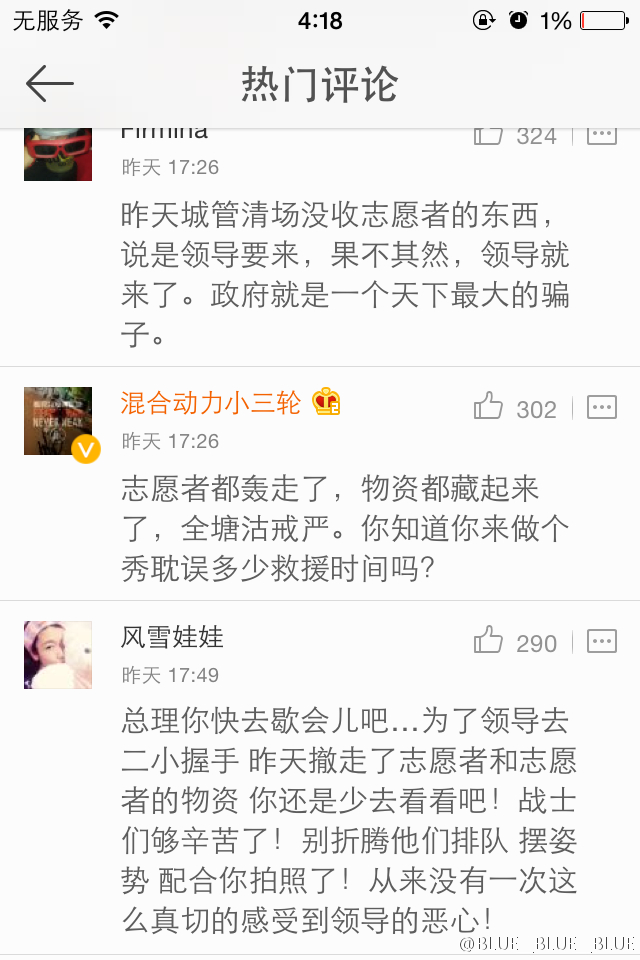 无服务
4:18
1%
热门评论
Firmina
324
昨天 17:26
昨天城管清场没收志愿者的东西，
说是领导要来，果不其然，领导就
来了。政府就是一个天下最大的骗
子。
混合动力小三轮
302
昨天 17:26
志愿者都轰走了，物资都藏起来
了，全塘沽戒严。你知道你来做个
秀耽误多少救援时间吗？
风雪娃娃
290
昨天 17:49
总理你快去歇会儿吧...为了领导去
二小握手 昨天撤走了志愿者和志愿
者的物资 你还是少去看看吧！战士
们够辛苦了！别折腾他们排队 摆姿
势 配合你拍照了！从来没有一次这
么真切的感受到领导的恶心！
@BLUE_BLUE_BLUE